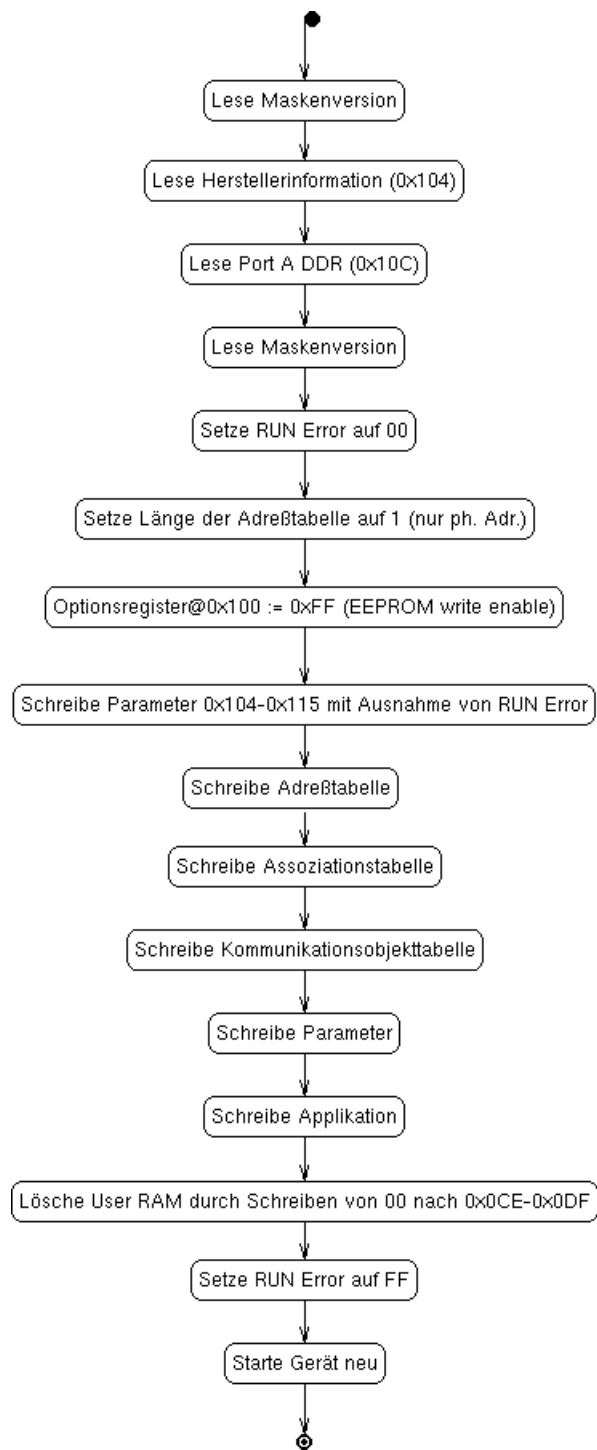 Lese Maskenversion
Lese Herstellerinformation (0x104)
Lese Port A DDR (0x10C)
Lese Maskenversion
Setze RUN Error auf 00
Setze Länge der Adreßtabelle auf 1 (nur ph. Adr.)
Optionsregister@0x100 := 0xFF (EEPROM write enable)
Schreibe Parameter 0x104-0x115 mit Ausnahme von RUN Error
Schreibe Adreßtabelle
Schreibe Assoziationstabelle
Schreibe Kommunikationsobjekttabelle
Schreibe Parameter
Schreibe Applikation
Lösche User RAM durch Schreiben von 00 nach 0x0CE-0x0DF
Setze RUN Error auf FF
Starte Gerät neu